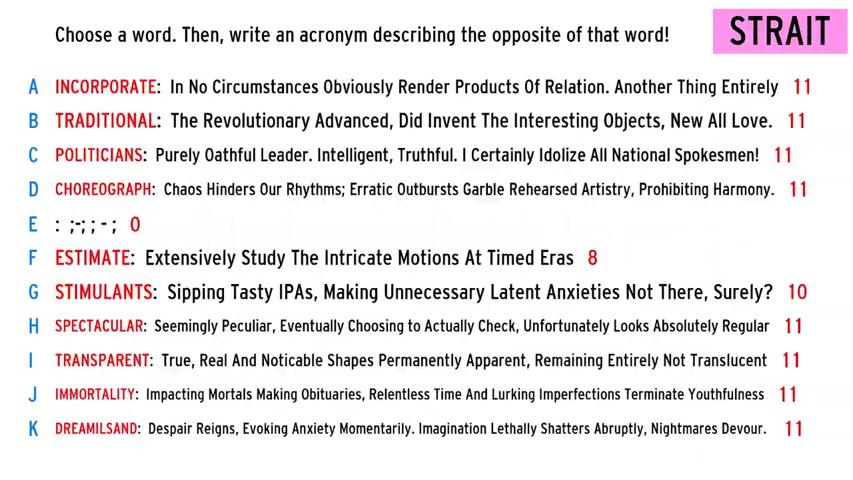 Choose a word. Then, write an acronym describing the opposite of that word!
STRAIT
A INCORPORATE: In No Circumstances Obviously Render Products Of Relation. Another Thing Entirely 11
B TRADITIONAL: The Revolutionary Advanced, Did Invent The Interesting Objects, New All Love. 11
C POLITICIANS: Purely Oathful Leader. Intelligent, Truthful. I Certainly Idolize All National Spokesmen! 11
D CHOREOGRAPH: Chaos Hinders Our Rhythms; Erratic Outbursts Garble Rehearsed Artistry, Prohibiting Harmony. 11
E : ;-; ; - ; 0
F ESTIMATE: Extensively Study The Intricate Motions At Timed Eras 8
G STIMULANTS: Sipping Tasty IPAs, Making Unnecessary Latent Anxieties Not There, Surely? 10
H SPECTACULAR: Seemingly Peculiar, Eventually Choosing to Actually Check, Unfortunately Looks Absolutely Regular 11
I TRANSPARENT: True, Real And Noticable Shapes Permanently Apparent, Remaining Entirely Not Translucent 11
J IMMORTALITY: Impacting Mortals Making Obituaries, Relentless Time And Lurking Imperfections Terminate Youthfulness 11
K DREAMILSAND: Despair Reigns, Evoking Anxiety Momentarily. Imagination Lethally Shatters Abruptly, Nightmares Devour. 11